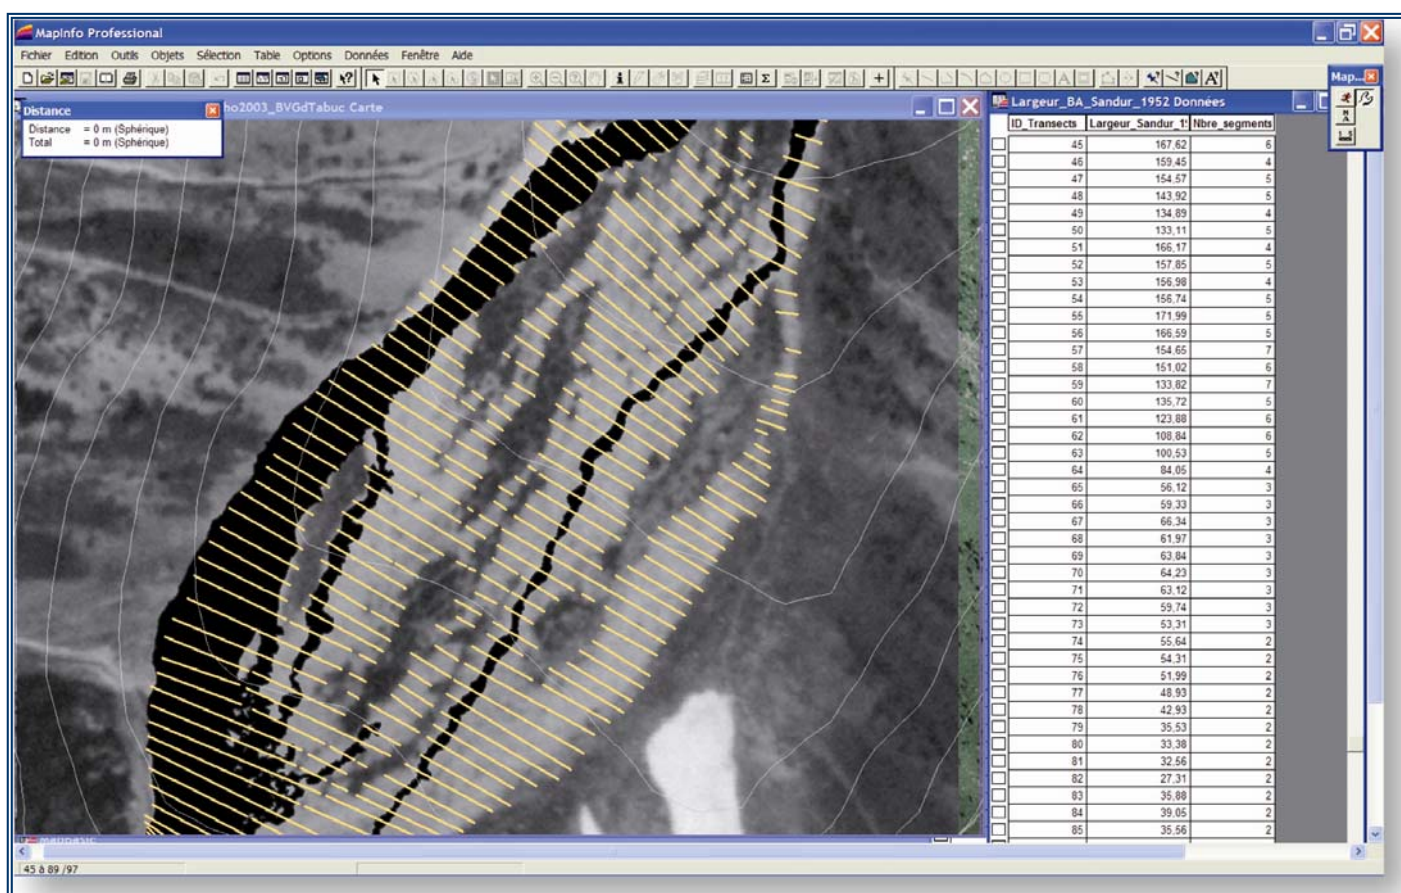 MapInfo Professional
Fichier Edition Outils Objets Sélection Table Options Données Fenêtre Aide
Map...
Distance
Distance = 0 m (Sphérique)
Total = 0 m (Sphérique)
ho2003_BVGdTabuc Carte
Largeur_BA_Sandur_1952 Données
ID_Transects Largeur_Sandur_1 Nbre_segments
45 167,62 6
46 159,45 4
47 154,57 5
48 143,92 5
49 134,89 4
50 133,11 5
51 166,17 4
52 157,85 5
53 156,98 4
54 156,74 5
55 171,99 5
56 166,59 5
57 154,65 7
58 151,02 6
59 133,82 7
60 135,72 5
61 123,88 6
62 108,84 6
63 100,53 5
64 84,05 4
65 56,12 3
66 59,33 3
67 66,34 3
68 61,97 3
69 63,84 3
70 64,23 3
71 63,12 3
72 59,74 3
73 53,31 3
74 55,64 2
75 54,31 2
76 51,99 2
77 48,93 2
78 42,93 2
79 35,53 2
80 33,38 2
81 32,56 2
82 27,31 2
83 35,88 2
84 39,05 2
85 35,56 2
45 à 89 /97